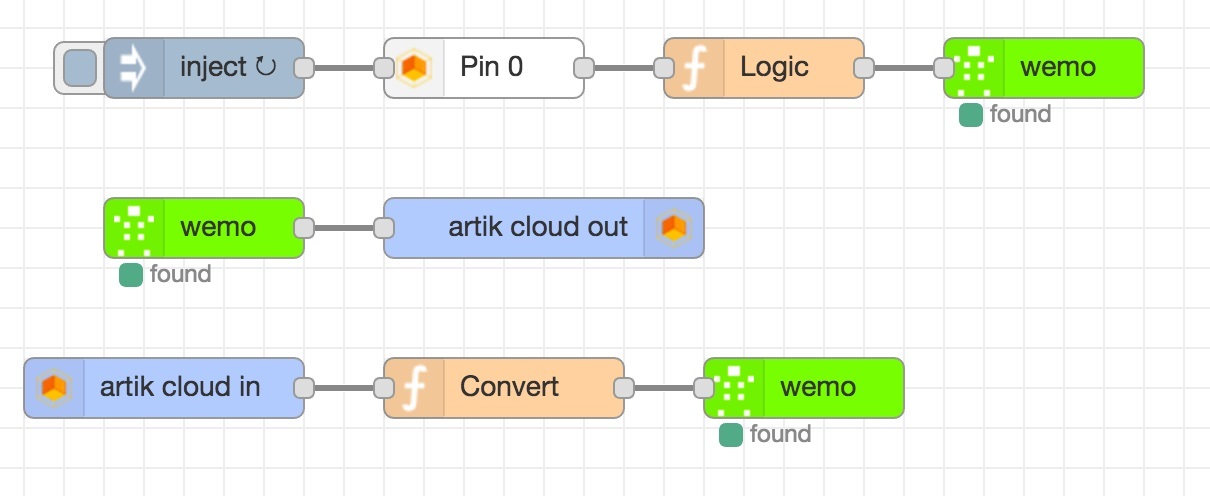 inject ↻ Pin 0 Logic wemo
found
wemo artik cloud out
found
artik cloud in Convert wemo
found